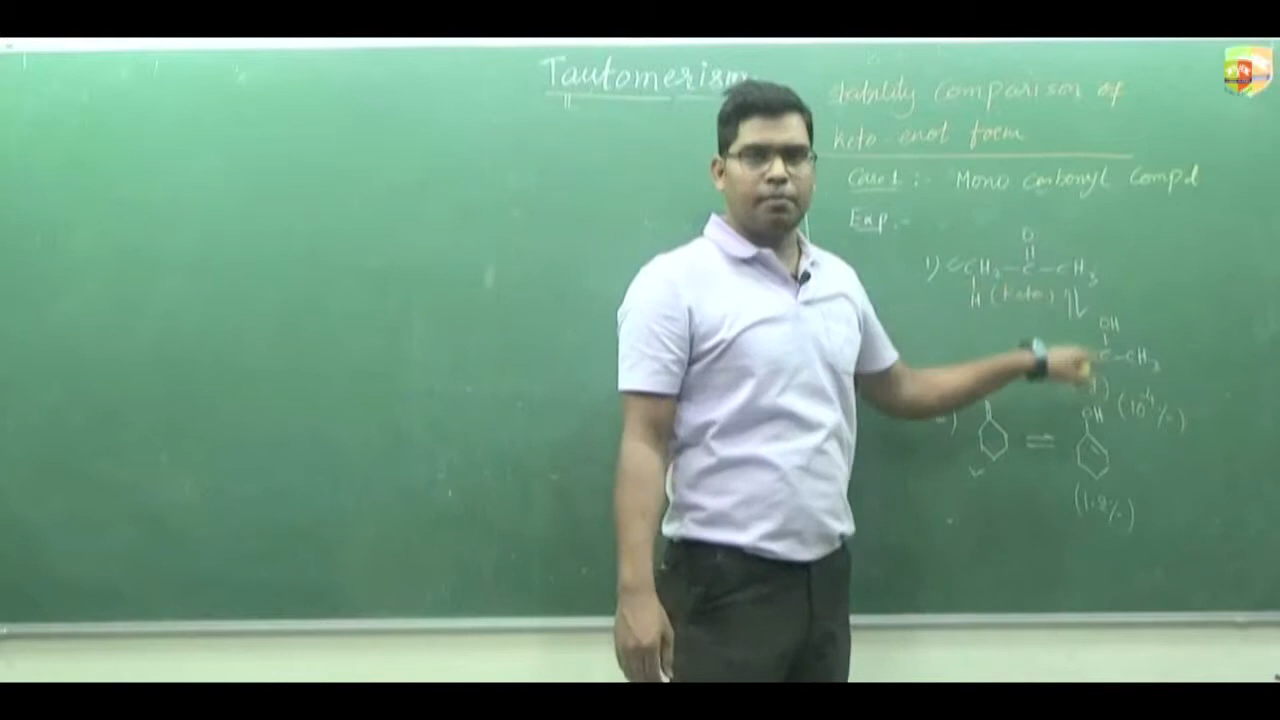 Tautomerism
stability comparison of
keto-enol form
Case 1 :- Mono carbonyl Compd
Exp.-
O
1) CH₂-C-CH₃
H (Keto)
OH
C-CH₃
(10⁻⁴%)
OH
⇌
(1.2%)